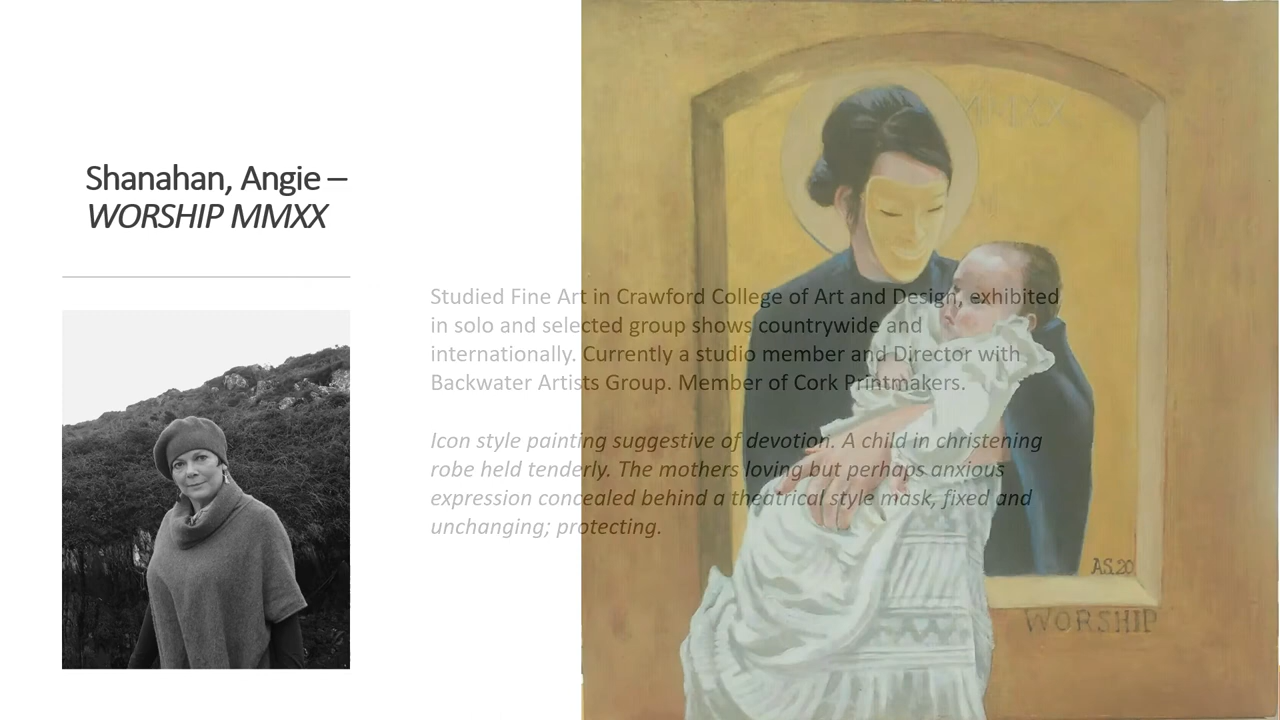 Shanahan, Angie –
WORSHIP MMXX
Studied Fine Art in Crawford College of Art and Design, exhibited
in solo and selected group shows countrywide and
internationally. Currently a studio member and Director with
Backwater Artists Group. Member of Cork Printmakers.
Icon style painting suggestive of devotion. A child in christening
robe held tenderly. The mothers loving but perhaps anxious
expression concealed behind a theatrical style mask, fixed and
unchanging; protecting.
MMXX
A.S.20
WORSHIP